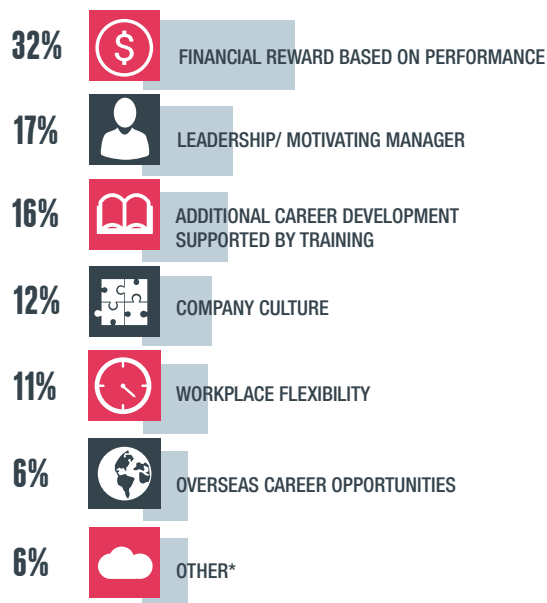 32%
$
FINANCIAL REWARD BASED ON PERFORMANCE
17%
LEADERSHIP/ MOTIVATING MANAGER
16%
ADDITIONAL CAREER DEVELOPMENT
SUPPORTED BY TRAINING
12%
COMPANY CULTURE
11%
WORKPLACE FLEXIBILITY
6%
OVERSEAS CAREER OPPORTUNITIES
6%
OTHER*